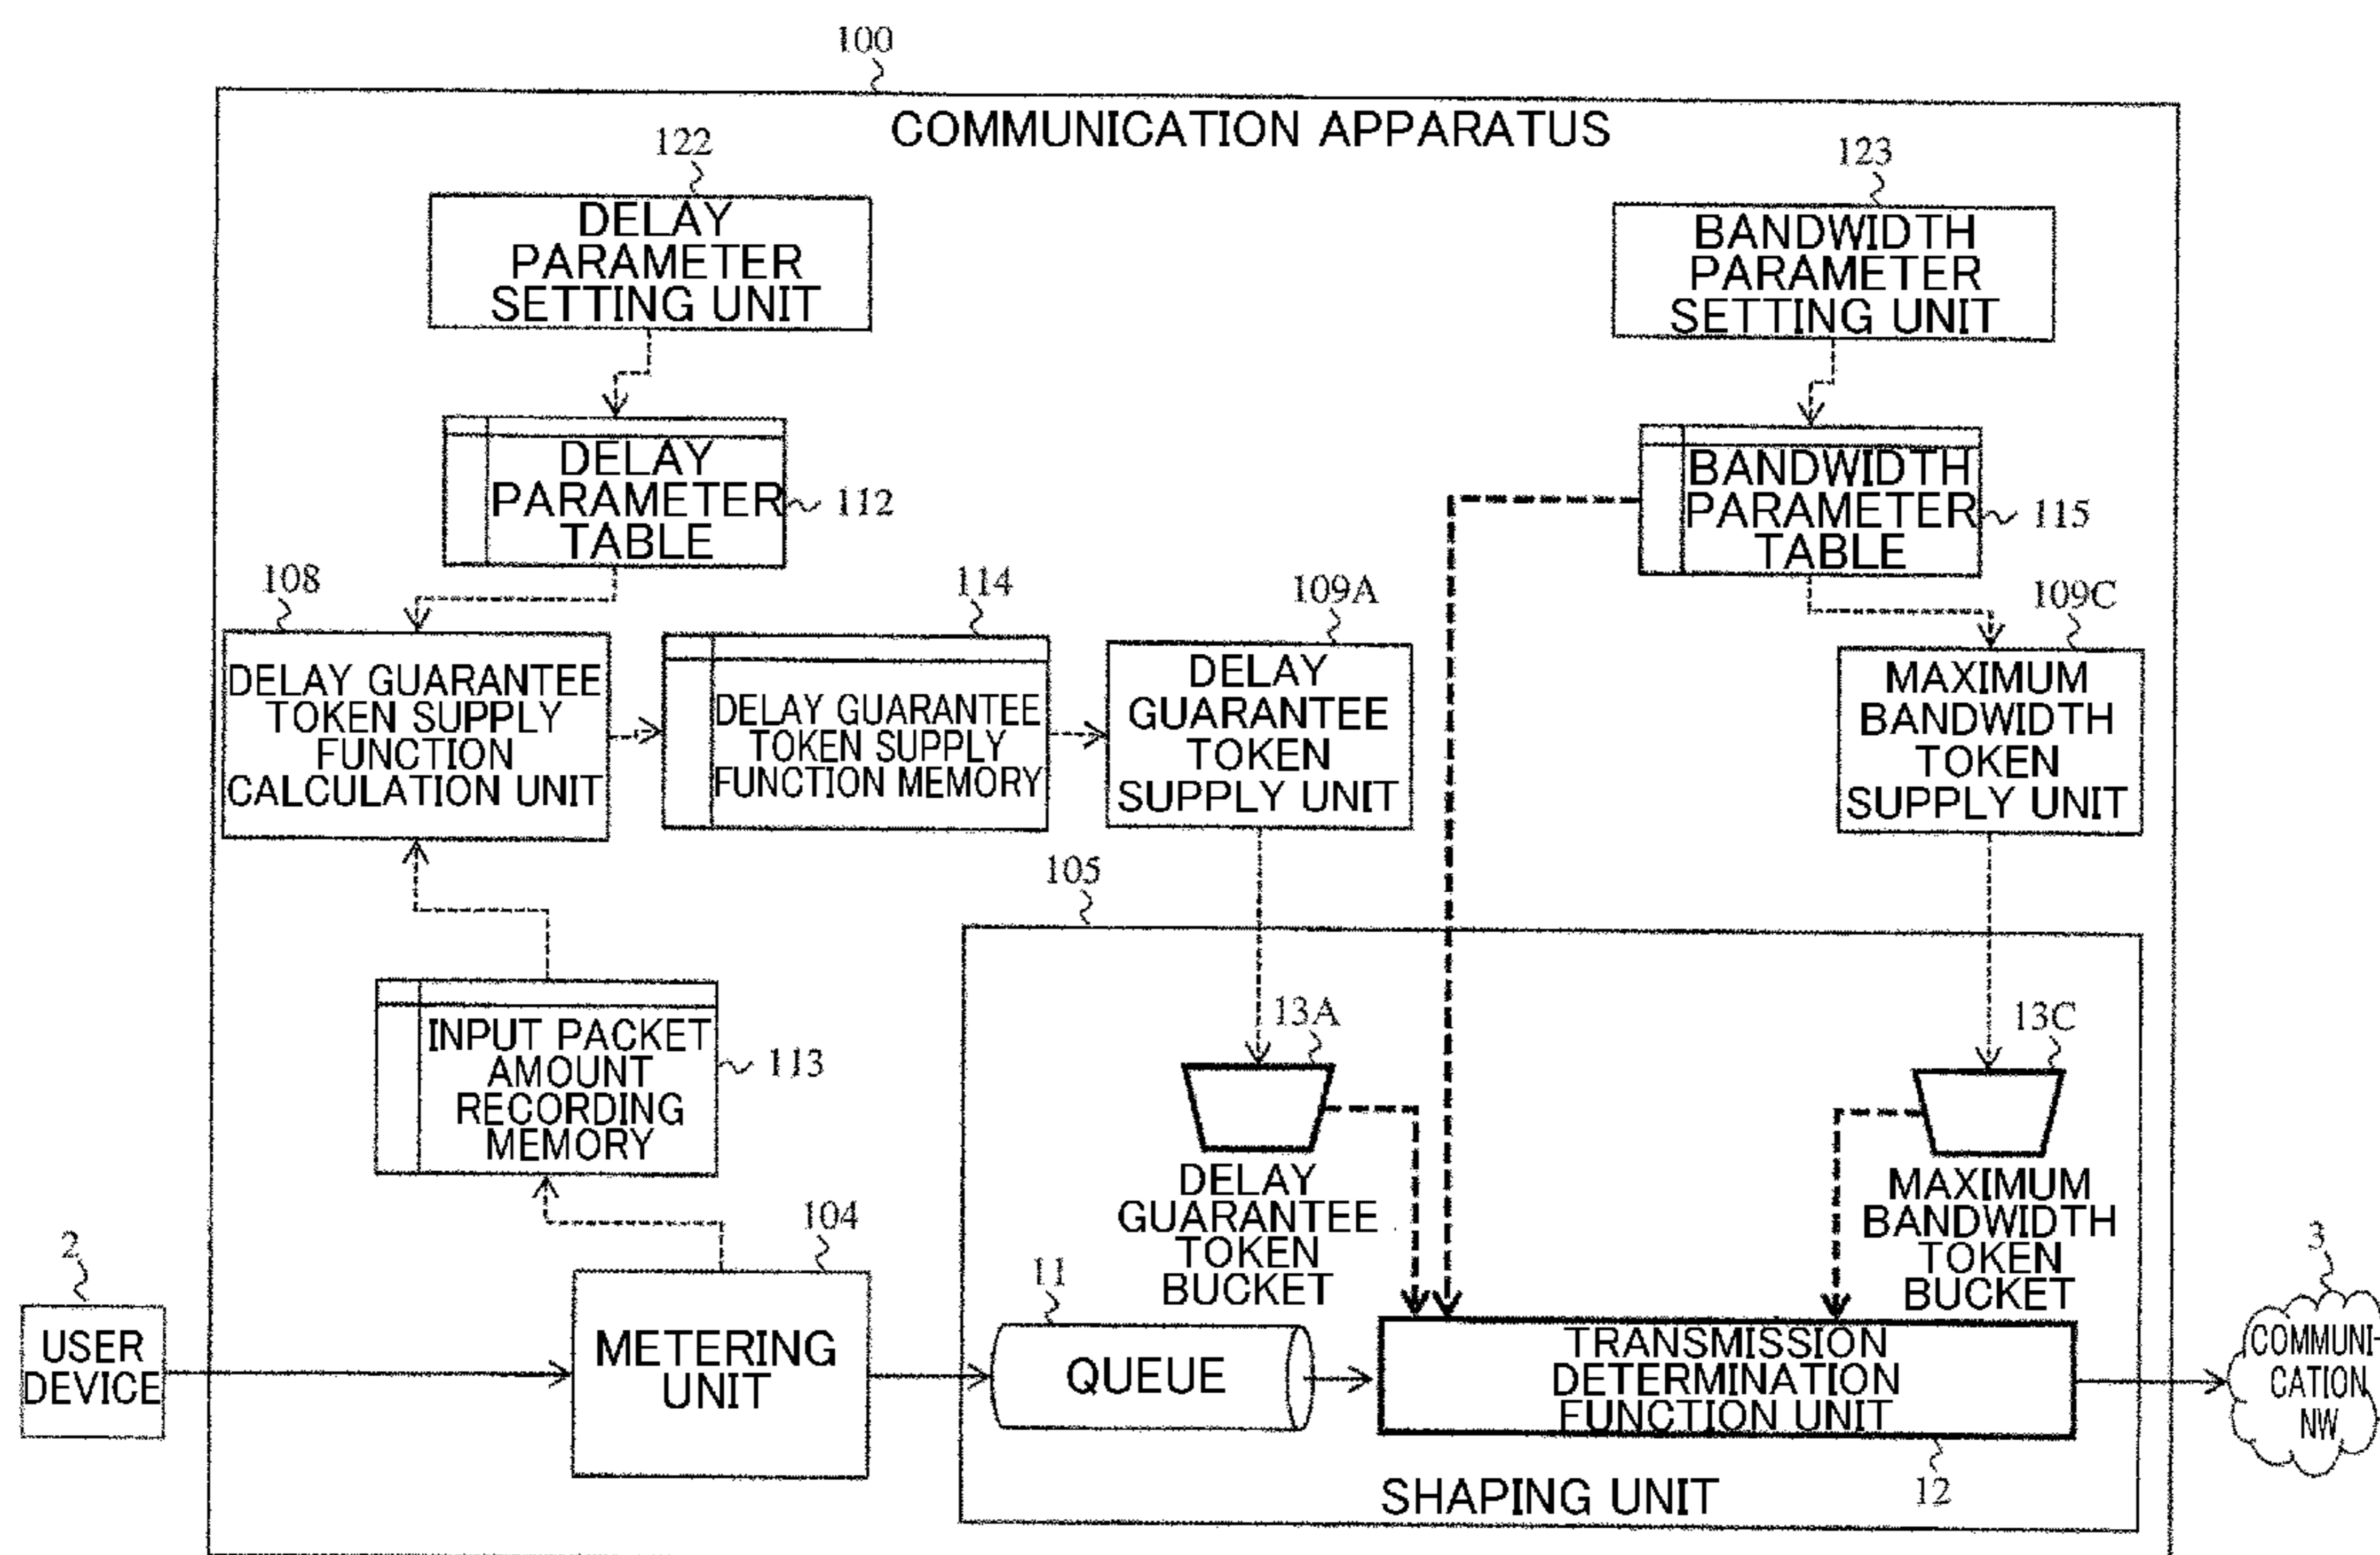 100
COMMUNICATION APPARATUS
122
DELAY
PARAMETER
SETTING UNIT
123
BANDWIDTH
PARAMETER
SETTING UNIT
DELAY
PARAMETER
TABLE
112
BANDWIDTH
PARAMETER
TABLE
115
108
DELAY GUARANTEE
TOKEN SUPPLY
FUNCTION
CALCULATION UNIT
114
DELAY GUARANTEE
TOKEN SUPPLY
FUNCTION MEMORY
109A
DELAY
GUARANTEE
TOKEN
SUPPLY UNIT
109C
MAXIMUM
BANDWIDTH
TOKEN
SUPPLY UNIT
105
INPUT PACKET
AMOUNT
RECORDING
MEMORY
113
13A
DELAY
GUARANTEE
TOKEN
BUCKET
13C
MAXIMUM
BANDWIDTH
TOKEN
BUCKET
2
USER
DEVICE
104
METERING
UNIT
11
QUEUE
TRANSMISSION
DETERMINATION
FUNCTION UNIT
12
SHAPING UNIT
3
COMMUNI-
CATION
NW